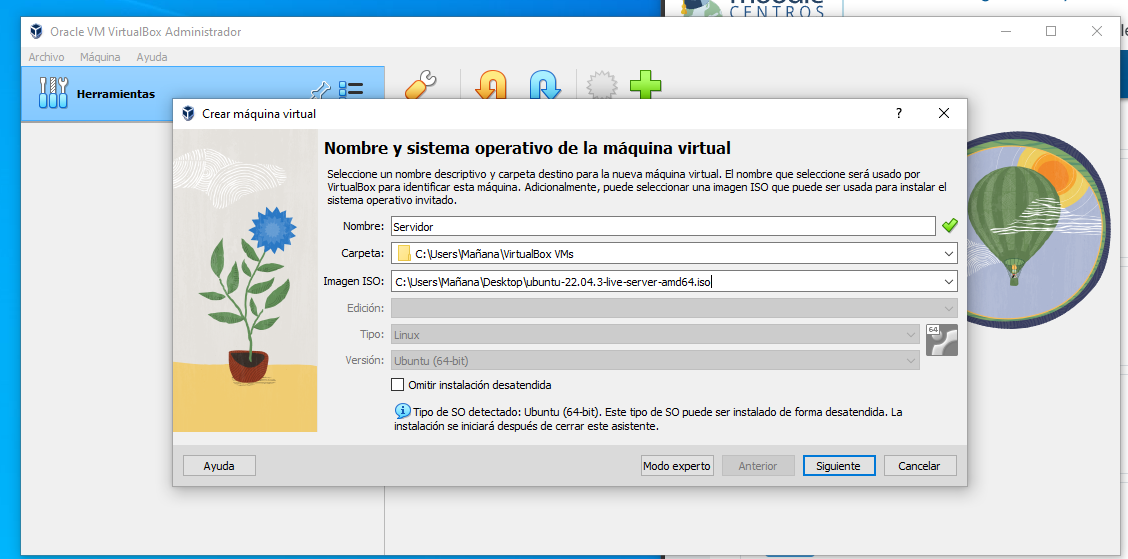 moodle
CENTROS
Oracle VM VirtualBox Administrador
Archivo Máquina Ayuda
Herramientas
Crear máquina virtual
?
Nombre y sistema operativo de la máquina virtual
Seleccione un nombre descriptivo y carpeta destino para la nueva máquina virtual. El nombre que seleccione será usado por
VirtualBox para identificar esta máquina. Adicionalmente, puede seleccionar una imagen ISO que puede ser usada para instalar el
sistema operativo invitado.
Nombre: Servidor
Carpeta: C:\Users\Mañana\VirtualBox VMs
Imagen ISO: C:\Users\Mañana\Desktop\ubuntu-22.04.3-live-server-amd64.iso
Edición:
Tipo: Linux
64
Versión: Ubuntu (64-bit)
Omitir instalación desatendida
Tipo de SO detectado: Ubuntu (64-bit). Este tipo de SO puede ser instalado de forma desatendida. La
instalación se iniciará después de cerrar este asistente.
Ayuda Modo experto Anterior Siguiente Cancelar